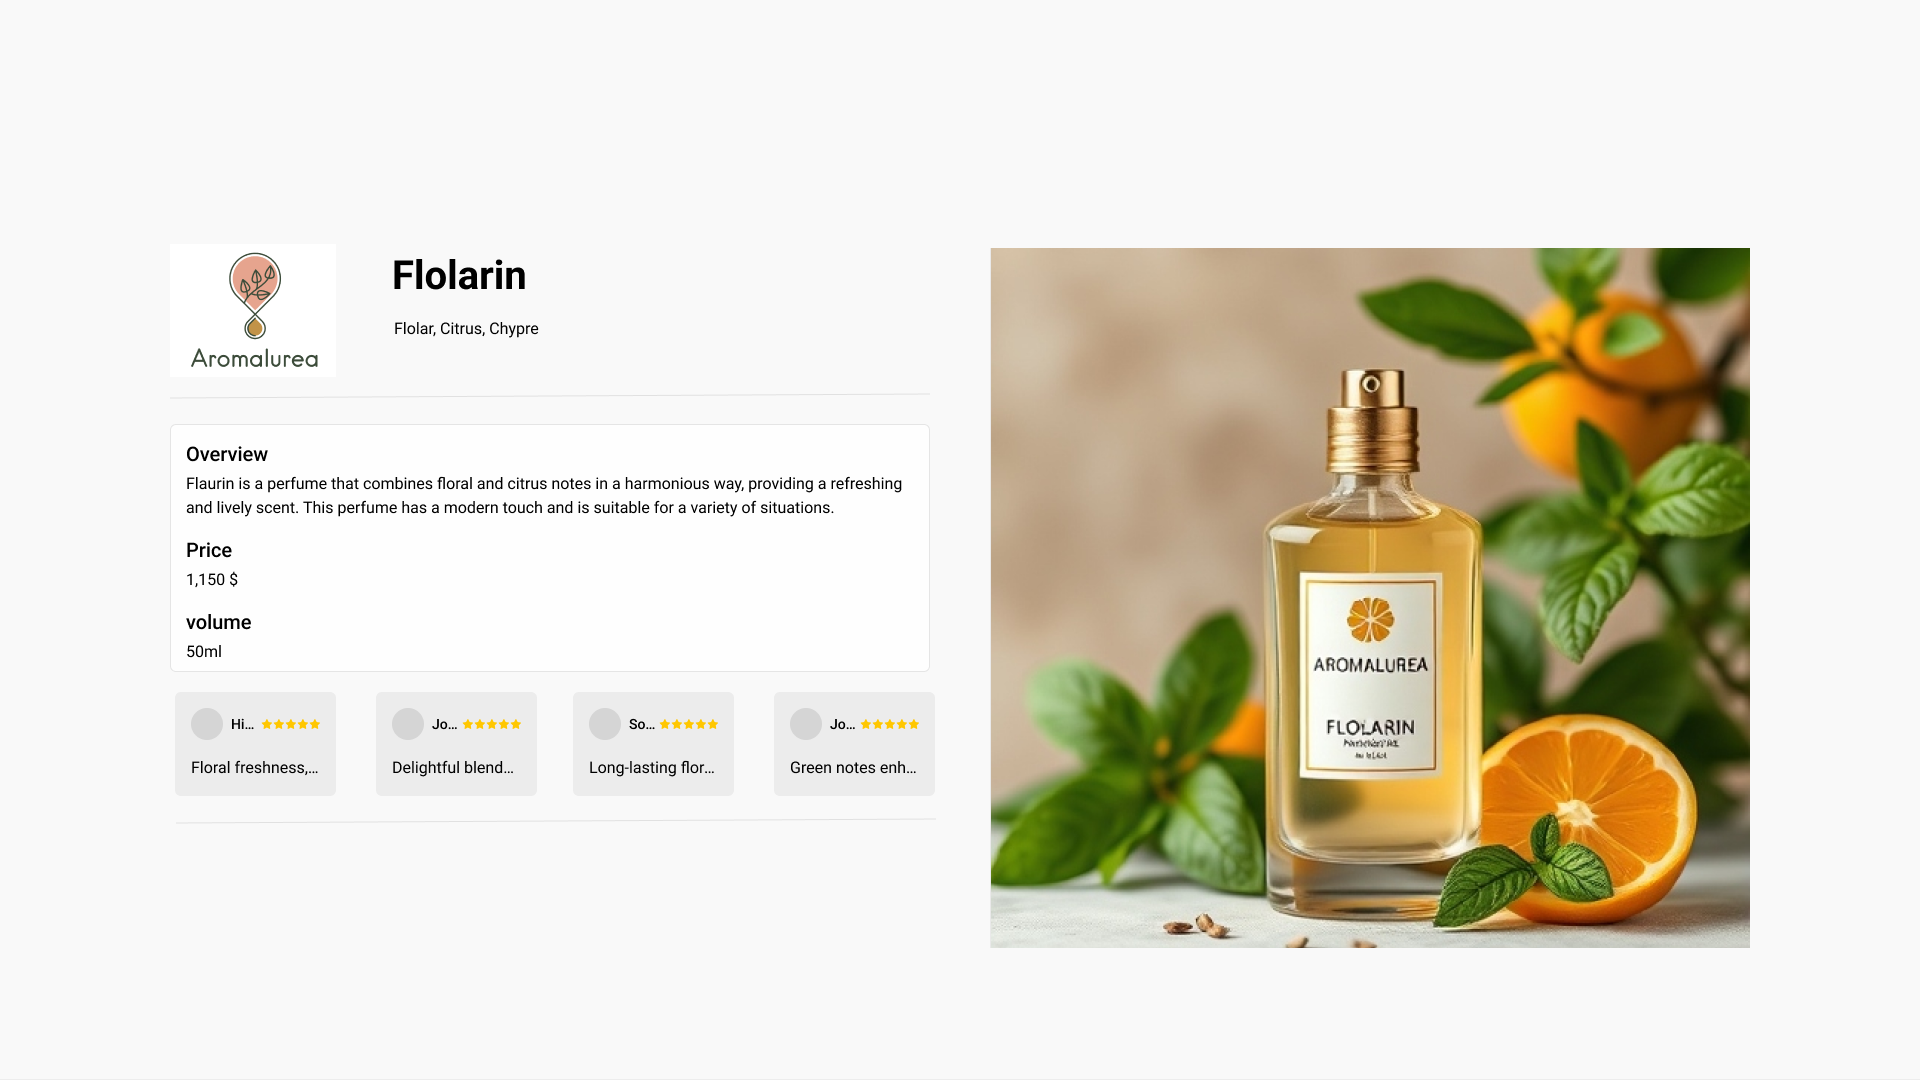 Aromalurea
Flolarin
Flolar, Citrus, Chypre
Overview
Flaurin is a perfume that combines floral and citrus notes in a harmonious way, providing a refreshing
and lively scent. This perfume has a modern touch and is suitable for a variety of situations.
Price
1,150 $
volume
50ml
Hi...
Floral freshness,...
Jo...
Delightful blend...
So...
Long-lasting flor...
Jo...
Green notes enh...
AROMALUREA
FLOLARIN